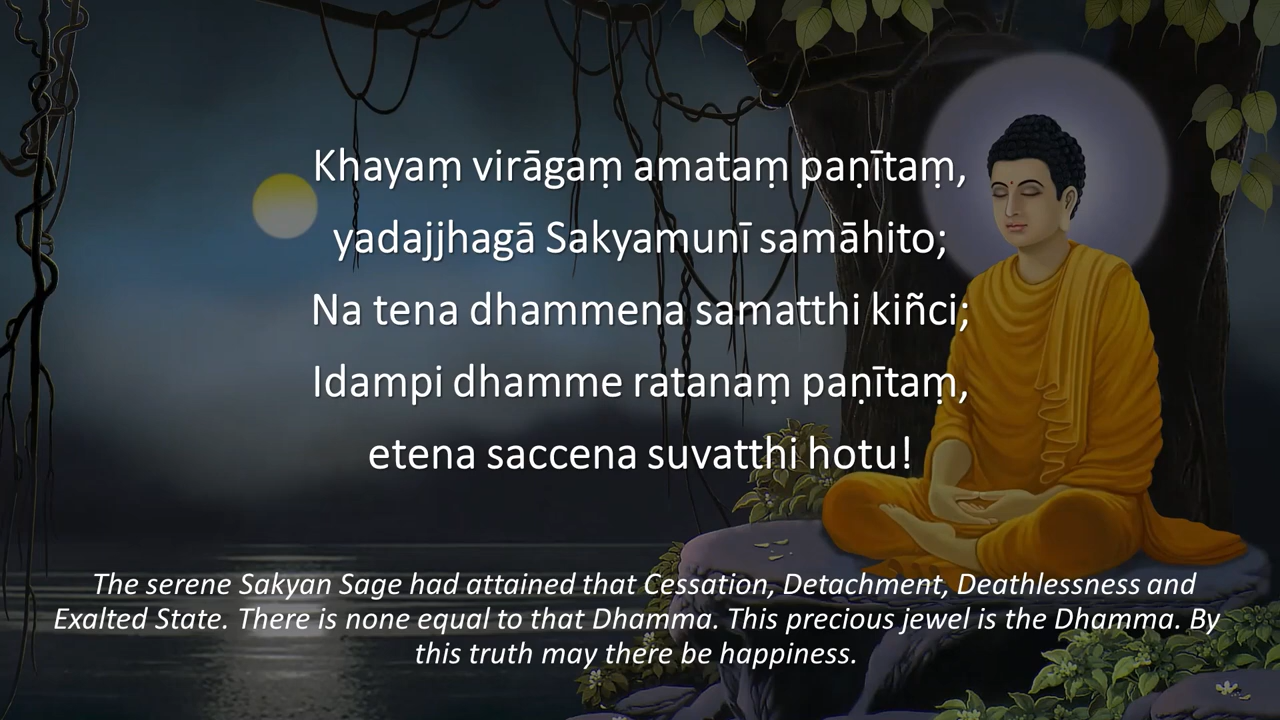 Khayaṃ virāgaṃ amataṃ paṇītaṃ,
yadajjhagā Sakyamunī samāhito;
Na tena dhammena samatthi kiñci;
Idampi dhamme ratanaṃ paṇītaṃ,
etena saccena suvatthi hotu!
The serene Sakyan Sage had attained that Cessation, Detachment, Deathlessness and
Exalted State. There is none equal to that Dhamma. This precious jewel is the Dhamma. By
this truth may there be happiness.